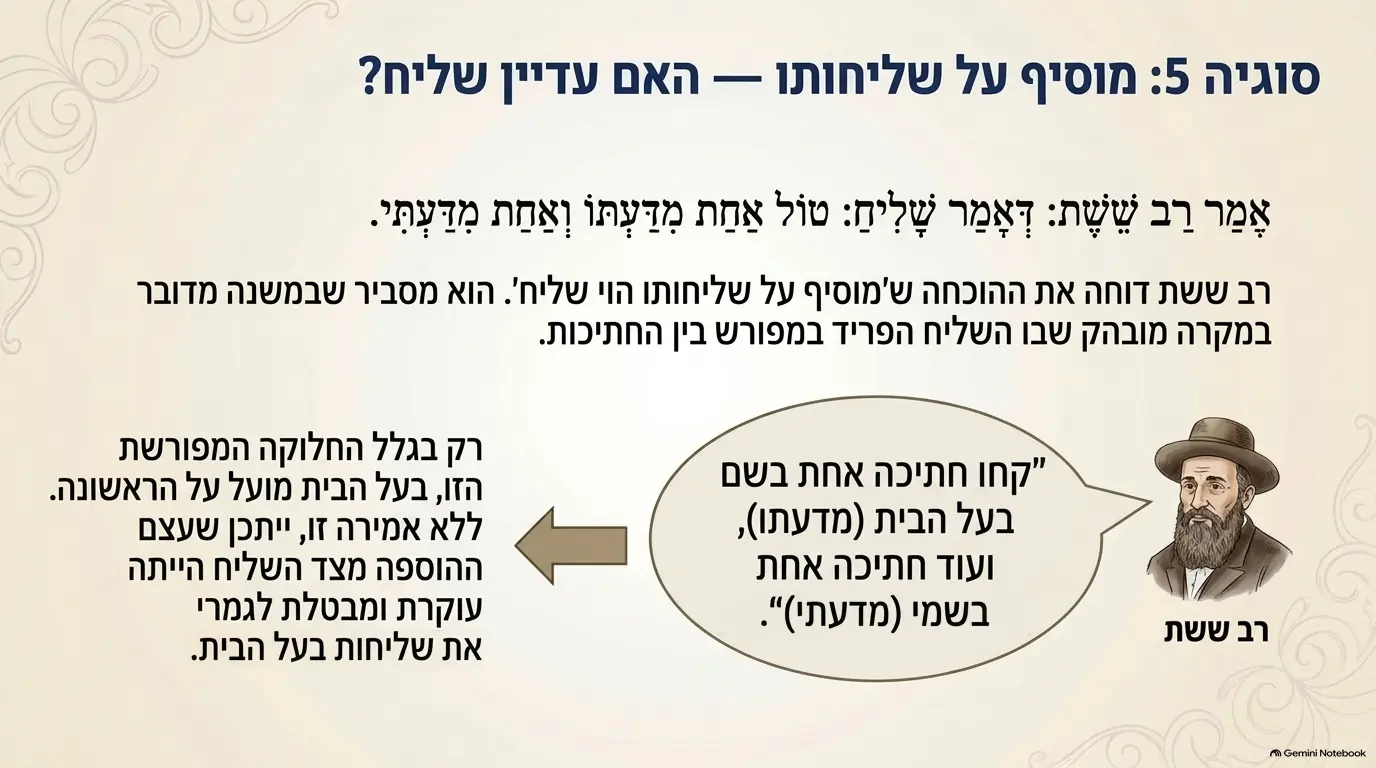 סוגיה 5: מוסיף על שליחותו — האם עדיין שליח?
אֲמַר רַב שֵׁשֶׁת: דְּאָמַר שָׁלִיחַ: טוֹל אַחַת מִדַּעְתּוֹ וְאַחַת מִדַּעְתִּי.
רב ששת דוחה את ההוכחה ש'מוסיף על שליחותו הוי שליח'. הוא מסביר שבמשנה מדובר
במקרה מובהק שבו השליח הפריד במפורש בין החתיכות.
"קחו חתיכה אחת בשם
בעל הבית (מדעתו),
ועוד חתיכה אחת
בשמי (מדעתי)".
רב ששת
רק בגלל החלוקה המפורשת
הזו, בעל הבית מועל על הראשונה.
ללא אמירה זו, ייתכן שעצם
ההוספה מצד השליח הייתה
עוקרת ומבטלת לגמרי
את שליחות בעל הבית.
Gemini Notebook